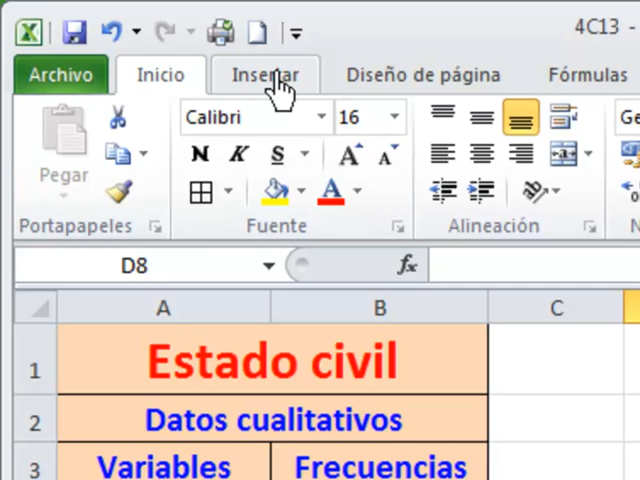 4C13 -
Archivo Inicio Insertar Diseño de página Fórmulas
Calibri 16 Ge
Pegar N K S A A
Portapapeles Fuente Alineación N
D8 fx
A B C
1 Estado civil
2 Datos cualitativos
3 Variables Frecuencias